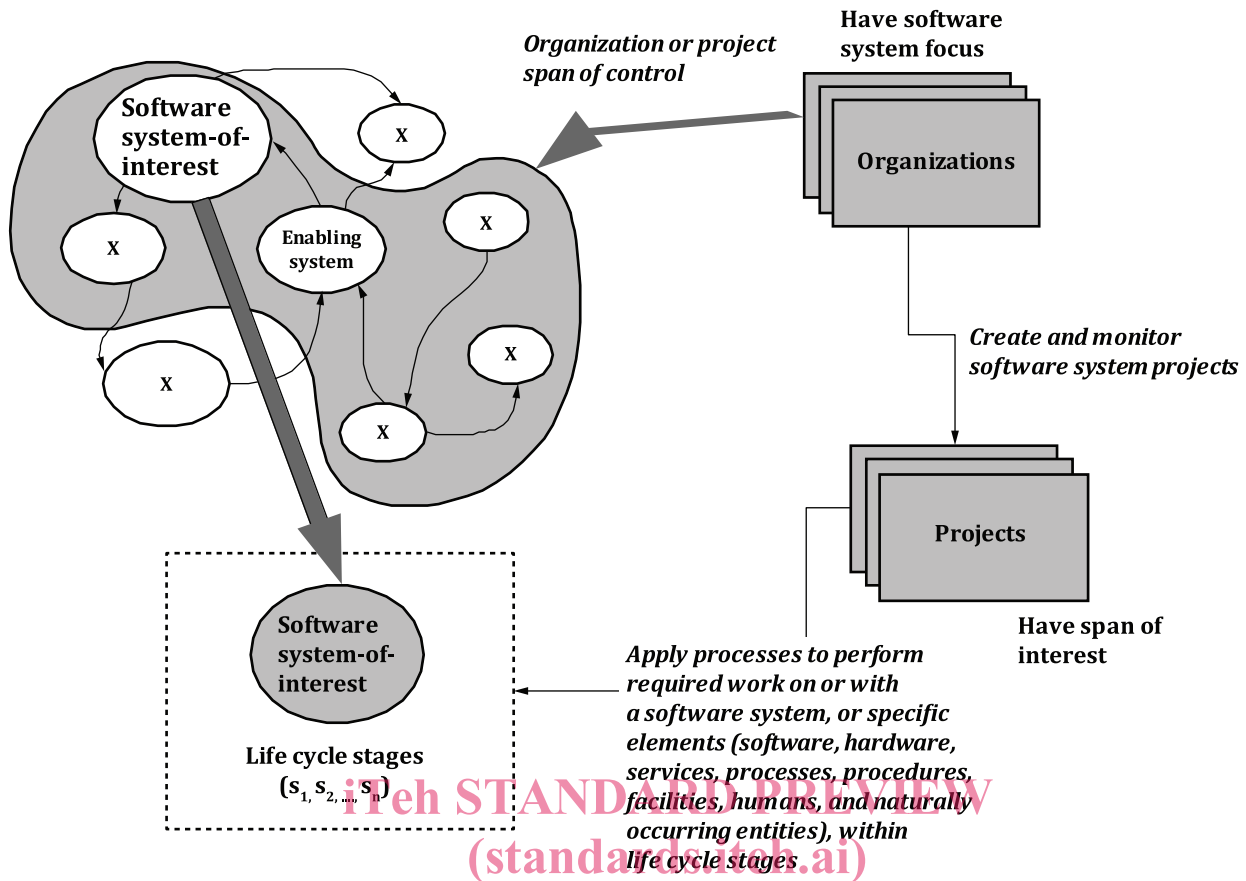 Have software
system focus
Organization or project
span of control
Software
system-of-
interest
X
Organizations
X
X
Enabling
system
Create and monitor
software system projects
X
X
X
Projects
Have span of
interest
Software
system-of-
interest
Apply processes to perform
required work on or with
a software system, or specific
elements (software, hardware,
services, processes, procedures,
facilities, humans, and naturally
occurring entities), within
life cycle stages
Life cycle stages
(s1, s2, ...., sn)
iTeh STANDARD PREVIEW
(standards.iteh.ai)